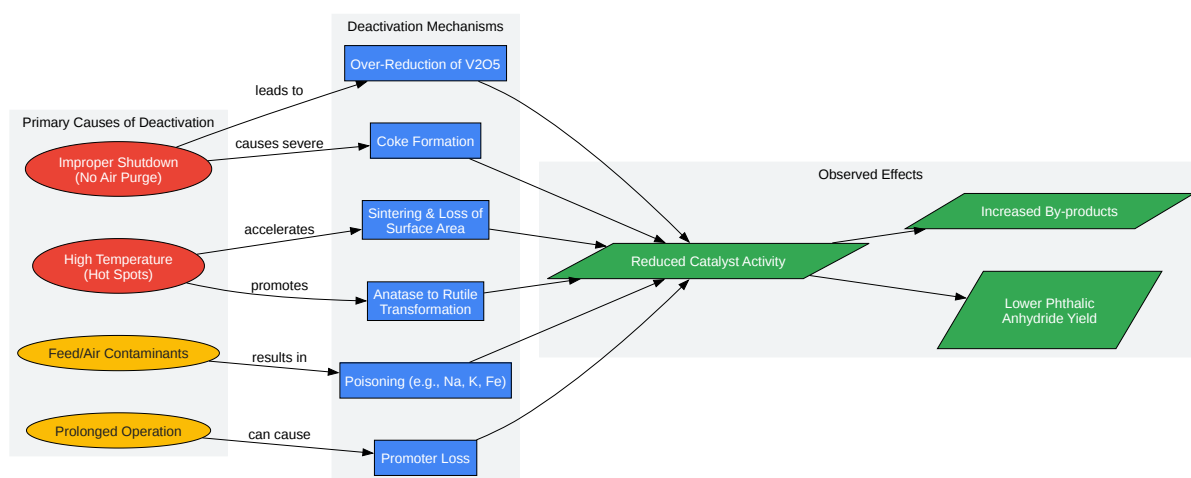 Deactivation Mechanisms
Over-Reduction of V2O5
leads to
Primary Causes of Deactivation
causes severe
Coke Formation
Improper Shutdown
(No Air Purge)
Observed Effects
Sintering & Loss of
Surface Area
Increased By-products
accelerates
High Temperature
(Hot Spots)
Reduced Catalyst Activity
promotes
Anatase to Rutile
Transformation
Lower Phthalic
Anhydride Yield
Feed/Air Contaminants
results in
Poisoning (e.g., Na, K, Fe)
Prolonged Operation
can cause
Promoter Loss